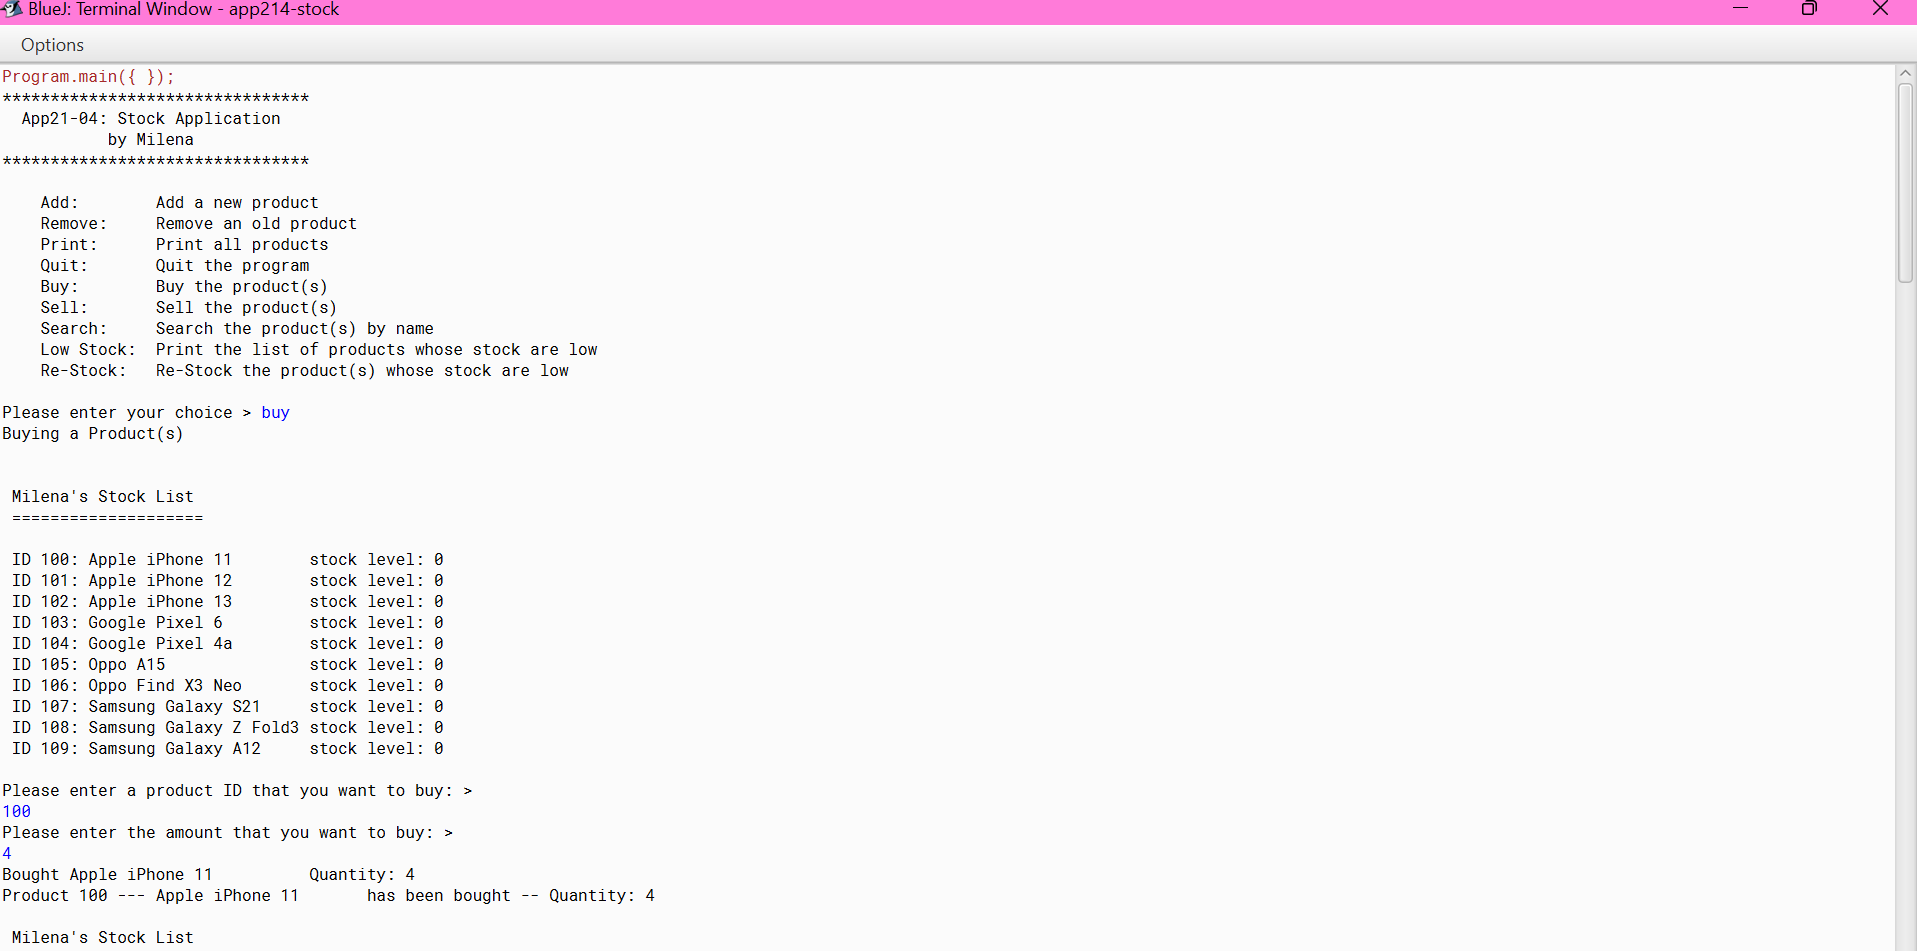 BlueJ: Terminal Window - app214-stock
Options
Program.main({ });
********************************
App21-04: Stock Application
by Milena
********************************
Add: Add a new product
Remove: Remove an old product
Print: Print all products
Quit: Quit the program
Buy: Buy the product(s)
Sell: Sell the product(s)
Search: Search the product(s) by name
Low Stock: Print the list of products whose stock are low
Re-Stock: Re-Stock the product(s) whose stock are low
Please enter your choice > buy
Buying a Product(s)
Milena's Stock List
====================
ID 100: Apple iPhone 11 stock level: 0
ID 101: Apple iPhone 12 stock level: 0
ID 102: Apple iPhone 13 stock level: 0
ID 103: Google Pixel 6 stock level: 0
ID 104: Google Pixel 4a stock level: 0
ID 105: Oppo A15 stock level: 0
ID 106: Oppo Find X3 Neo stock level: 0
ID 107: Samsung Galaxy S21 stock level: 0
ID 108: Samsung Galaxy Z Fold3 stock level: 0
ID 109: Samsung Galaxy A12 stock level: 0
Please enter a product ID that you want to buy: >
100
Please enter the amount that you want to buy: >
4
Bought Apple iPhone 11 Quantity: 4
Product 100 --- Apple iPhone 11 has been bought -- Quantity: 4
Milena's Stock List